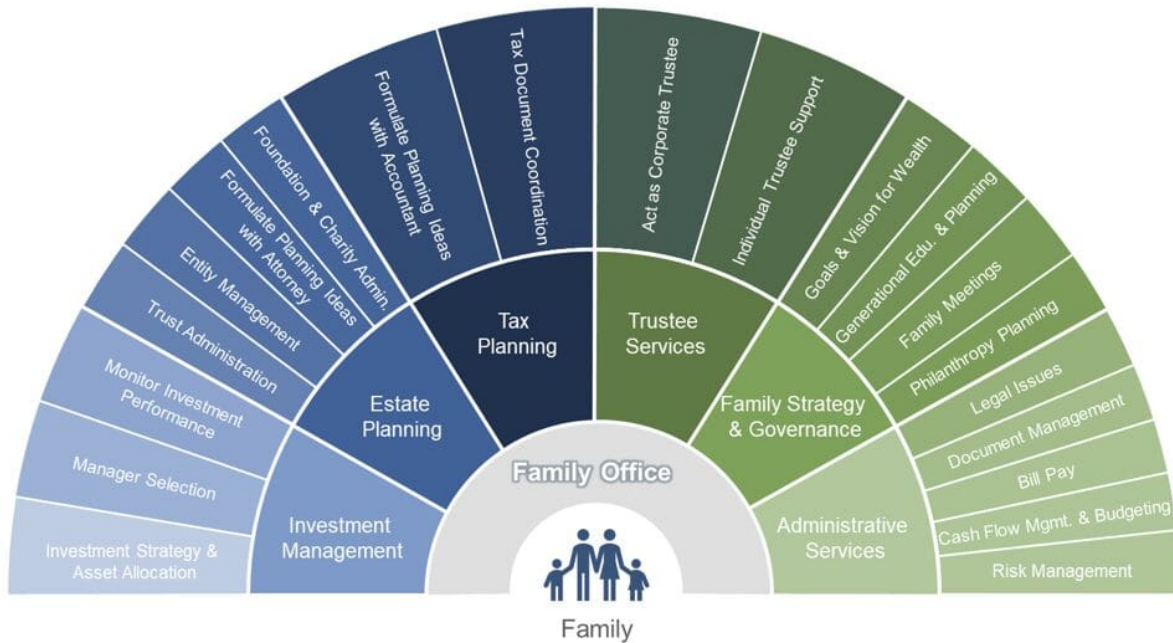 Investment Strategy &
Asset Allocation
Manager Selection
Monitor Investment
Performance
Trust Administration
Entity Management
Formulate Planning Ideas
with Attorney
Foundation & Charity Admin.
Formulate Planning Ideas
with Accountant
Tax Document Coordination
Act as Corporate Trustee
Individual Trustee Support
Goals & Vision for Wealth
Generational Edu. & Planning
Family Meetings
Philanthropy Planning
Legal Issues
Document Management
Bill Pay
Cash Flow Mgmt. & Budgeting
Risk Management
Investment
Management
Estate
Planning
Tax
Planning
Trustee
Services
Family Strategy
& Governance
Administrative
Services
Family Office
Family